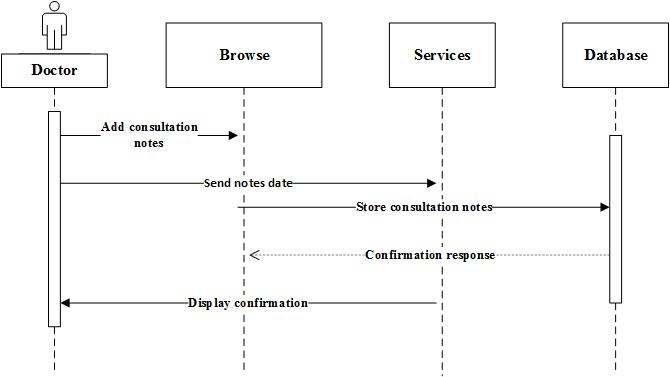 Doctor
Browse
Services
Database
Add consultation
notes
Send notes date
Store consultation notes
Confirmation response
Display confirmation